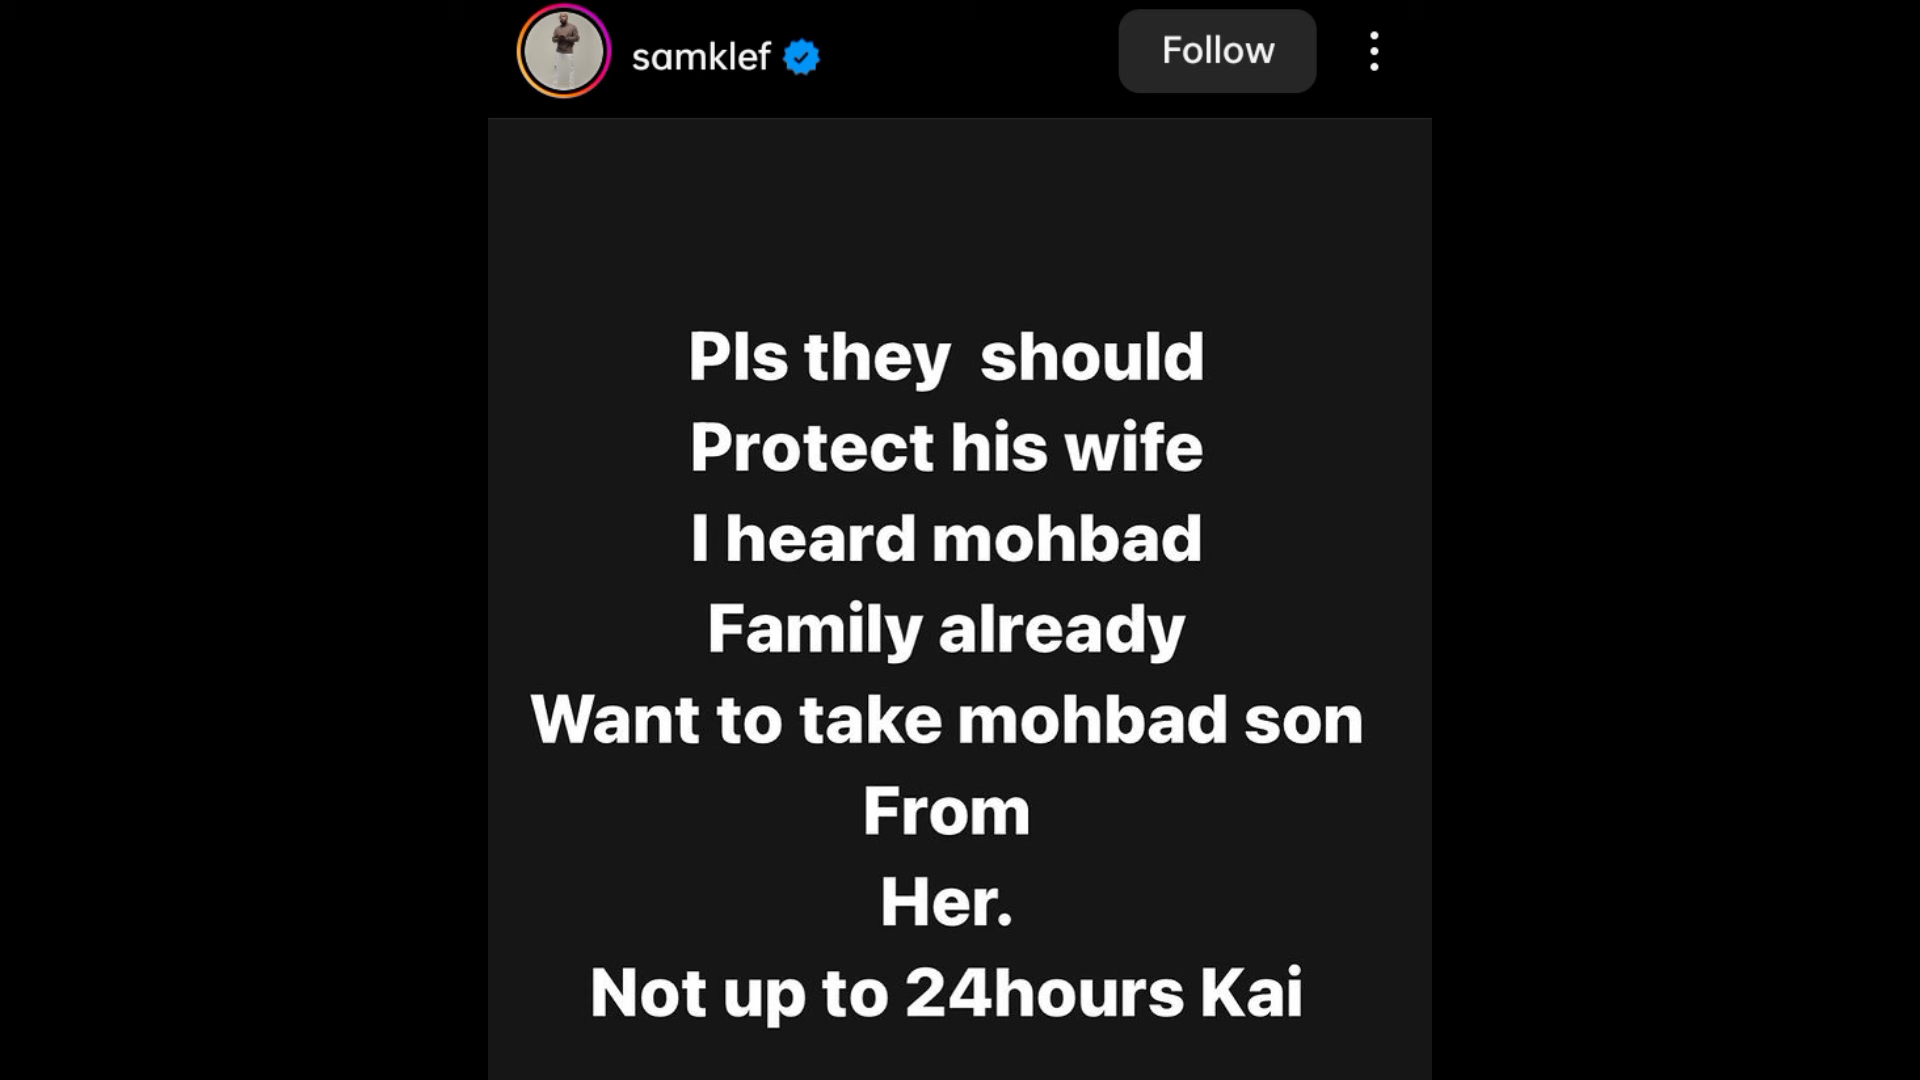 samklef
Follow
Pls they should
Protect his wife
I heard mohbad
Family already
Want to take mohbad son
From
Her.
Not up to 24hours Kai